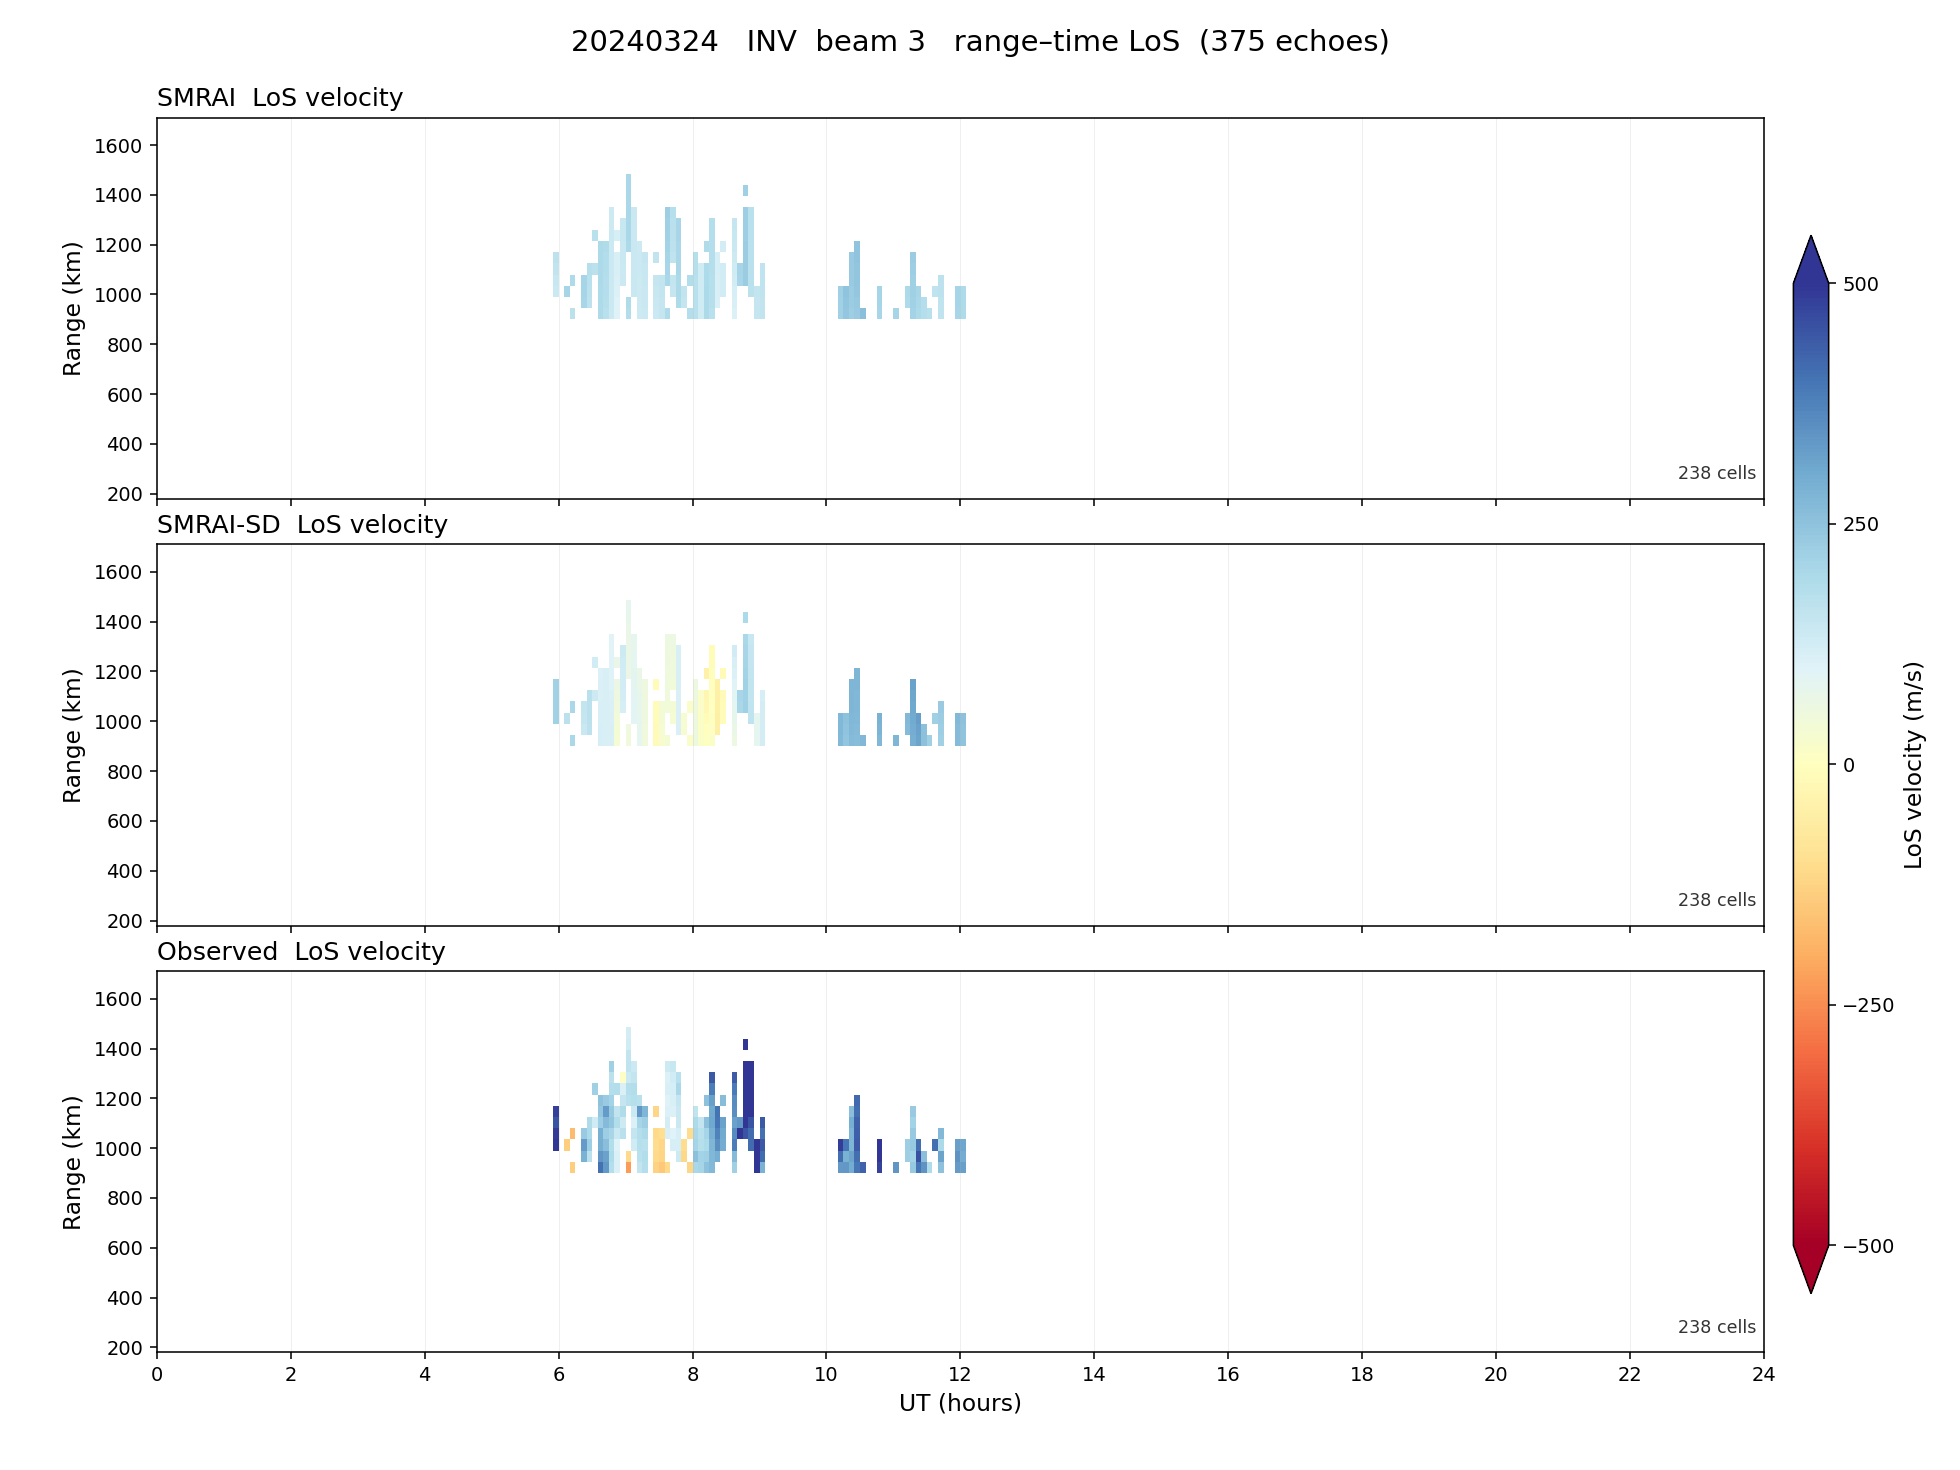 20240324   INV  beam 3   range–time LoS  (375 echoes)
SMRAI  LoS velocity
1600
1400
1200
1000
800
600
400
200
Range (km)
238 cells
SMRAI-SD  LoS velocity
1600
1400
1200
1000
800
600
400
200
Range (km)
238 cells
Observed  LoS velocity
1600
1400
1200
1000
800
600
400
200
Range (km)
238 cells
0 2 4 6 8 10 12 14 16 18 20 22 24
UT (hours)
500
250
0
−250
−500
LoS velocity (m/s)